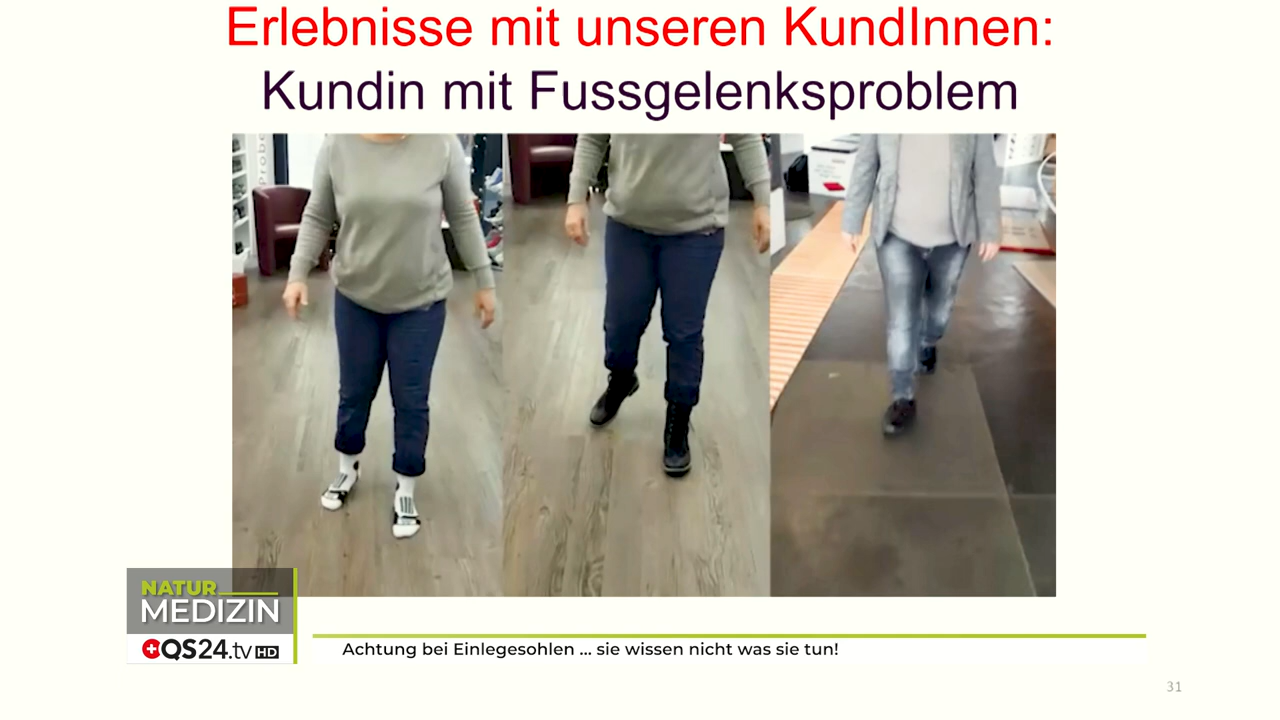 Erlebnisse mit unseren KundInnen:
Kundin mit Fussgelenksproblem
Probe
NATUR
MEDIZIN
QS24.tv HD
Achtung bei Einlegesohlen ... sie wissen nicht was sie tun!
31